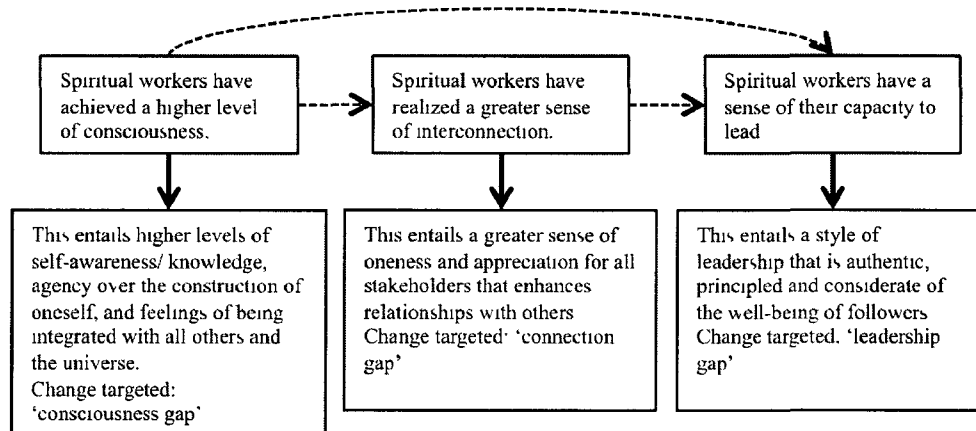 Spiritual workers have
achieved a higher level
of consciousness.
Spiritual workers have
realized a greater sense
of interconnection.
Spiritual workers have a
sense of their capacity to
lead
This entails higher levels of
self-awareness/ knowledge,
agency over the construction of
oneself, and feelings of being
integrated with all others and
the universe.
Change targeted:
‘consciousness gap’
This entails a greater sense of
oneness and appreciation for all
stakeholders that enhances
relationships with others
Change targeted· ‘connection
gap’
This entails a style of
leadership that is authentic,
principled and considerate of
the well-being of followers
Change targeted. ‘leadership
gap’